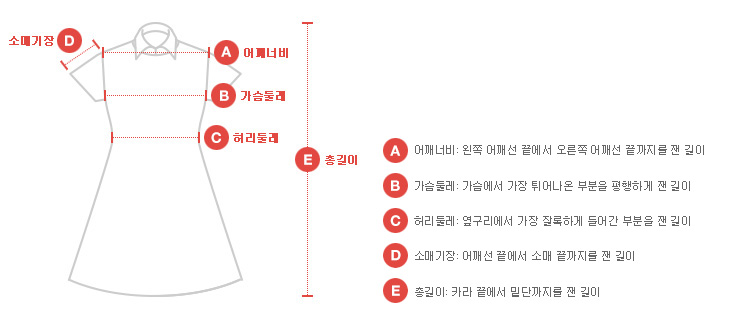 소매기장 D
A 어깨너비
B 가슴둘레
C 허리둘레
E 총길이
A 어깨너비: 왼쪽 어깨선 끝에서 오른쪽 어깨선 끝까지를 잰 길이
B 가슴둘레: 가슴에서 가장 튀어나온 부분을 평행하게 잰 길이
C 허리둘레: 옆구리에서 가장 잘록하게 들어간 부분을 잰 길이
D 소매기장: 어깨선 끝에서 소매 끝까지를 잰 길이
E 총길이: 카라 끝에서 밑단까지를 잰 길이